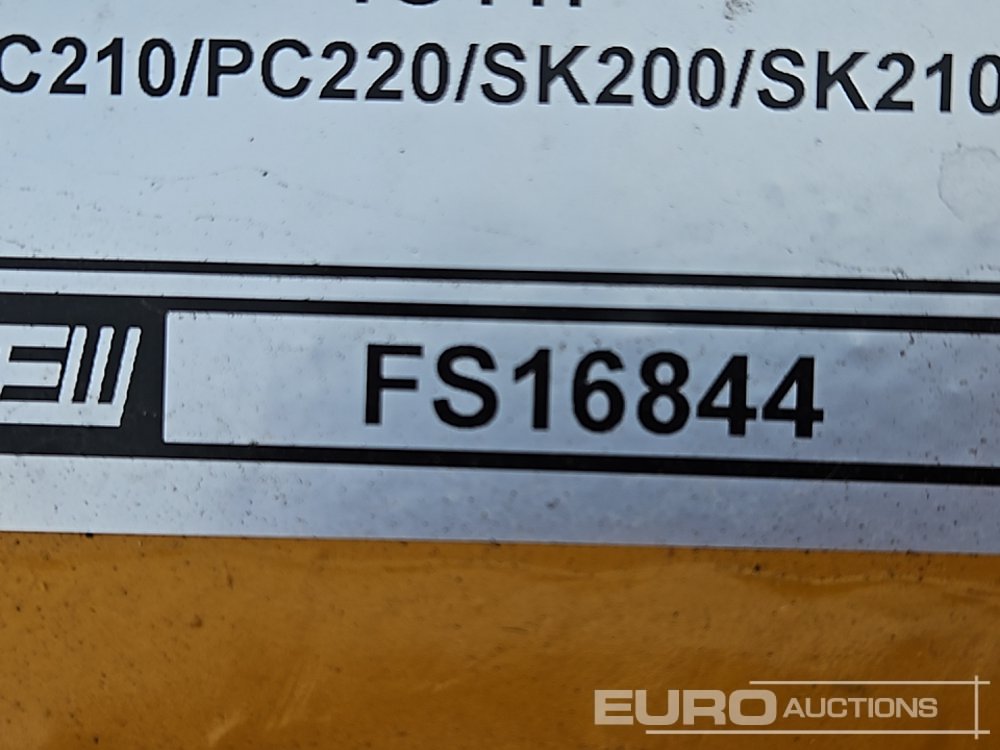 C210/PC220/SK200/SK210
FS16844
EURO AUCTIONS